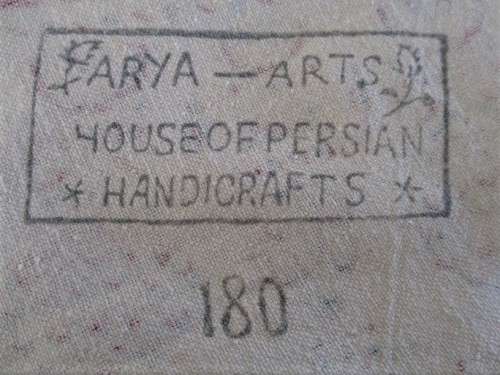 ARYA — ARTS
HOUSE OF PERSIAN
* HANDICRAFTS *
180